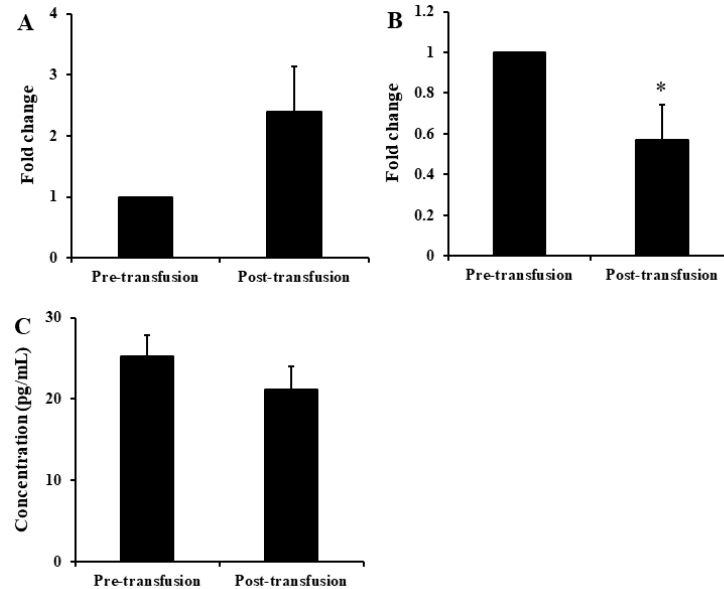 A
Fold change
4
3
2
1
0
Pre-transfusion Post-transfusion
B
Fold change
1.2
1
0.8
0.6
0.4
0.2
0
*
Pre-transfusion Post-transfusion
C
Concentration (pg/mL)
30
20
10
0
Pre-transfusion Post-transfusion